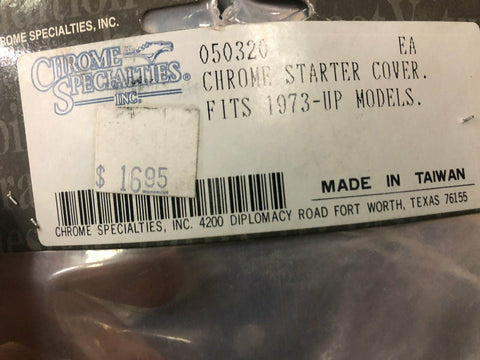 CHROME SPECIALTIES, INC.
CHROME
SPECIALTIES®
INC.
050320 EA
CHROME STARTER COVER.
FITS 1973-UP MODELS.
$ 1695
MADE IN TAIWAN
CHROME SPECIALTIES, INC. 4200 DIPLOMACY ROAD FORT WORTH, TEXAS 76155